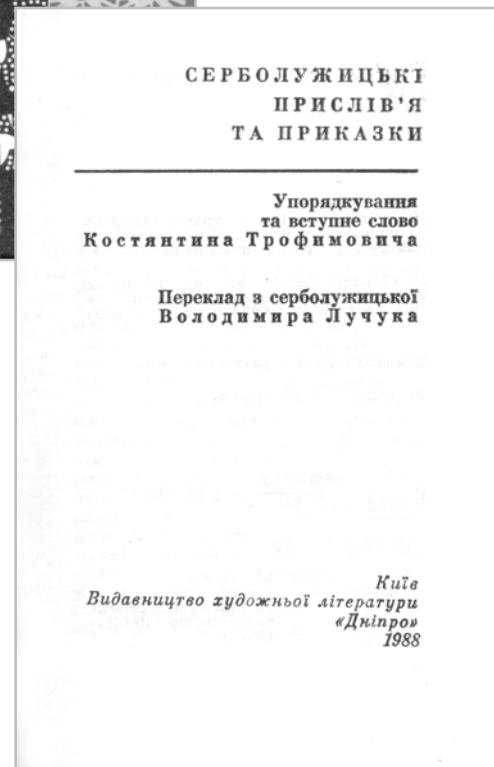 СЕРБОЛУЖИЦЬКІ
ПРИСЛІВ'Я
ТА ПРИКАЗКИ
Упорядкування
та вступне слово
Костянтина Трофимовича
Переклад з серболужицької
Володимира Лучука
Київ
Видавництво художньої літератури
«Дніпро»
1988